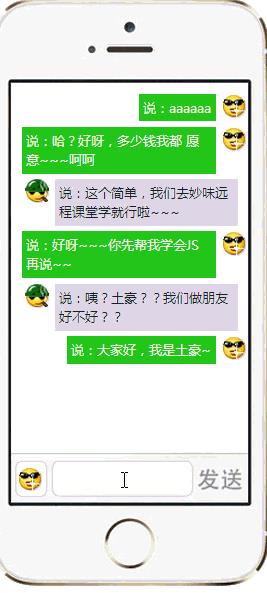 说：aaaaaa
说：哈？好呀，多少钱我都 愿
意~~~呵呵
说：这个简单，我们去妙味远
程课堂学就行啦~~~
说：好呀~~~你先帮我学会JS
再说~~
说：咦？土豪？？我们做朋友
好不好？？
说：大家好，我是土豪~
发送